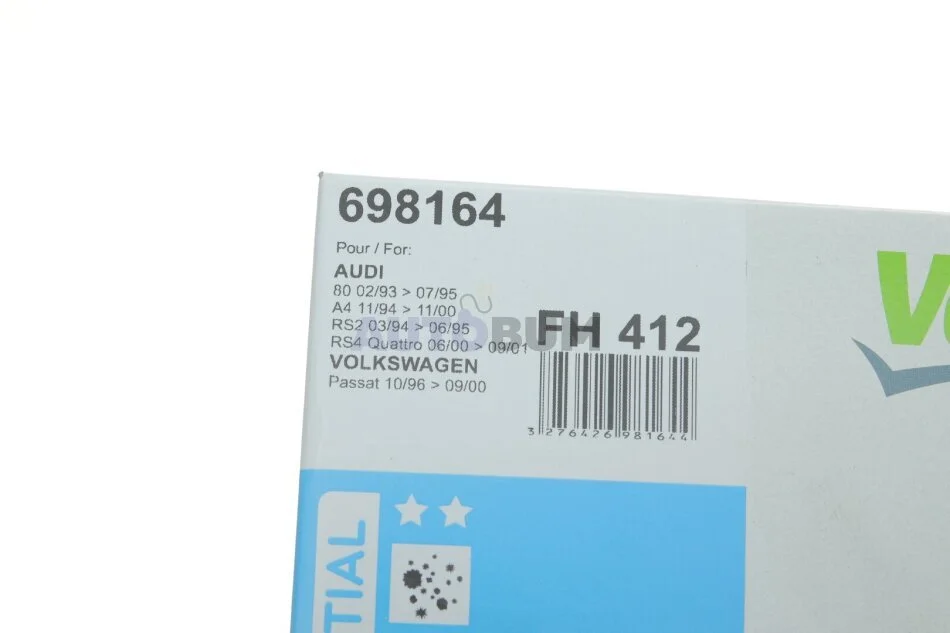 698164
Pour / For:
AUDI
80 02/93 > 07/95
A4 11/94 > 11/00
RS2 03/94 > 06/95
RS4 Quattro 06/00 > 09/01
VOLKSWAGEN
Passat 10/96 > 09/00
FH 412
3 276426 981644
AUTOBUM
V
TIAL